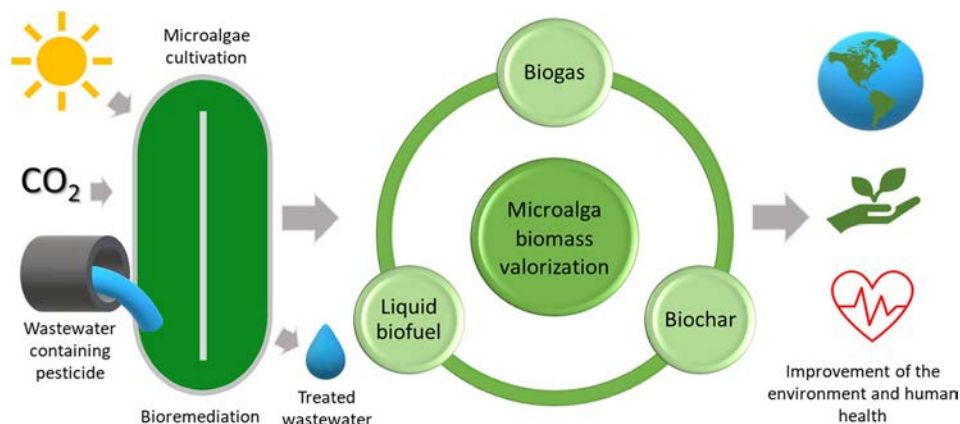 Microalgae
cultivation
CO₂
Wastewater
containing
pesticide
Bioremediation
Treated
wastewater
Biogas
Microalga
biomass
valorization
Liquid
biofuel
Biochar
Improvement of the
environment and human
health